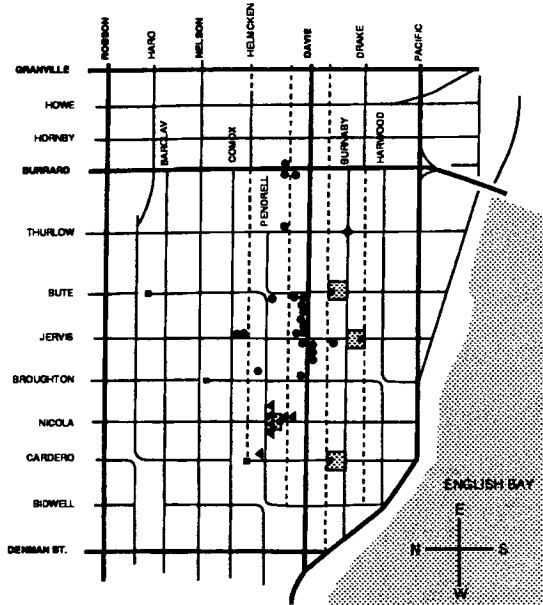 ROBSON
HARO
NELSON
HELMCKEN
DAVIE
DRAKE
PACIFIC
GRANVILLE
HOWE
HORNBY
BURRARD
BARCLAY
COMOX
PENDRELL
BURNABY
HARWOOD
THURLOW
BUTE
JERVIS
BROUGHTON
NICOLA
CARDERO
BIDWELL
DENMAN ST.
ENGLISH BAY
E
N S
W